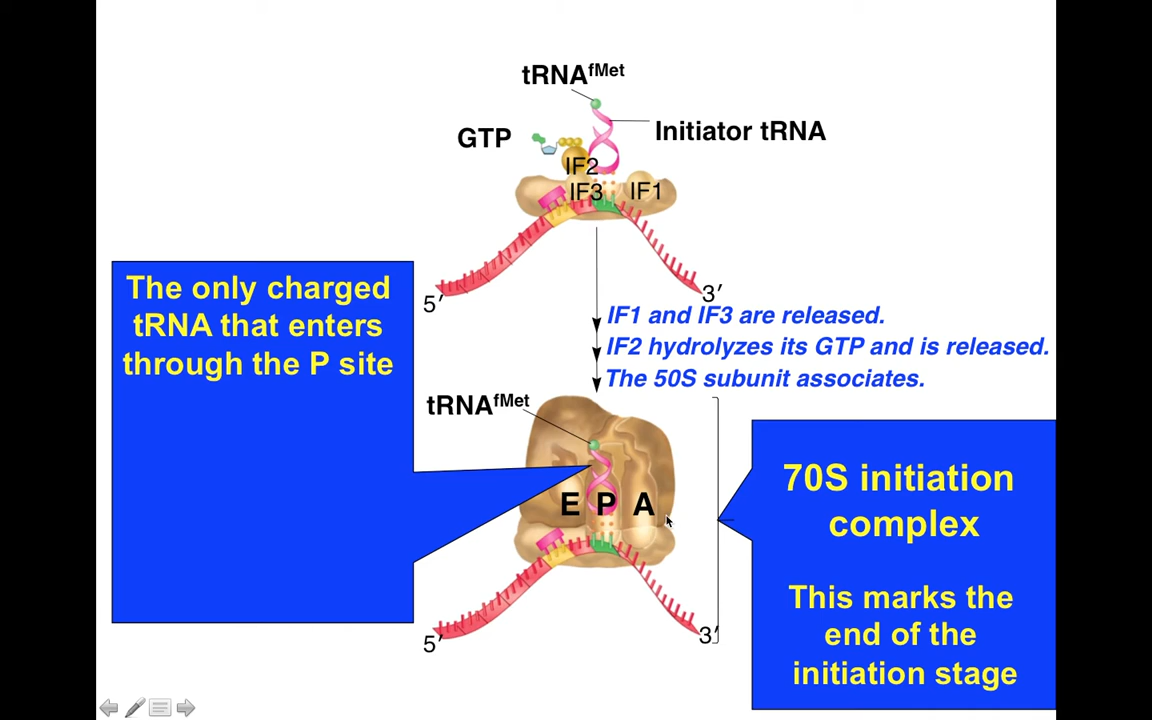 tRNAfMet
GTP
Initiator tRNA
IF2
IF3
IF1
5′
3′
The only charged
tRNA that enters
through the P site
IF1 and IF3 are released.
IF2 hydrolyzes its GTP and is released.
The 50S subunit associates.
tRNAfMet
E P A
70S initiation
complex
This marks the
end of the
initiation stage
5′
3′